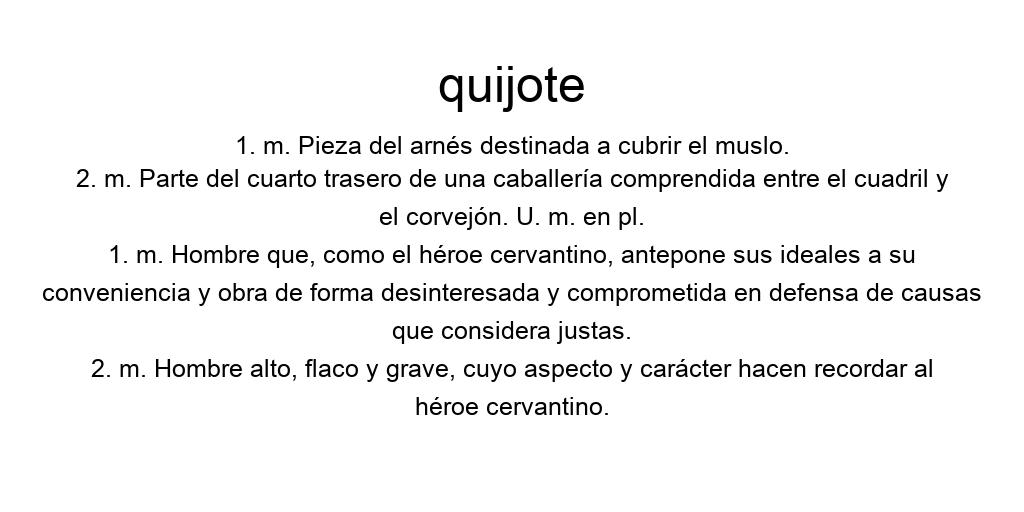 quijote
1. m. Pieza del arnés destinada a cubrir el muslo.
2. m. Parte del cuarto trasero de una caballería comprendida entre el cuadril y
el corvejón. U. m. en pl.
1. m. Hombre que, como el héroe cervantino, antepone sus ideales a su
conveniencia y obra de forma desinteresada y comprometida en defensa de causas
que considera justas.
2. m. Hombre alto, flaco y grave, cuyo aspecto y carácter hacen recordar al
héroe cervantino.